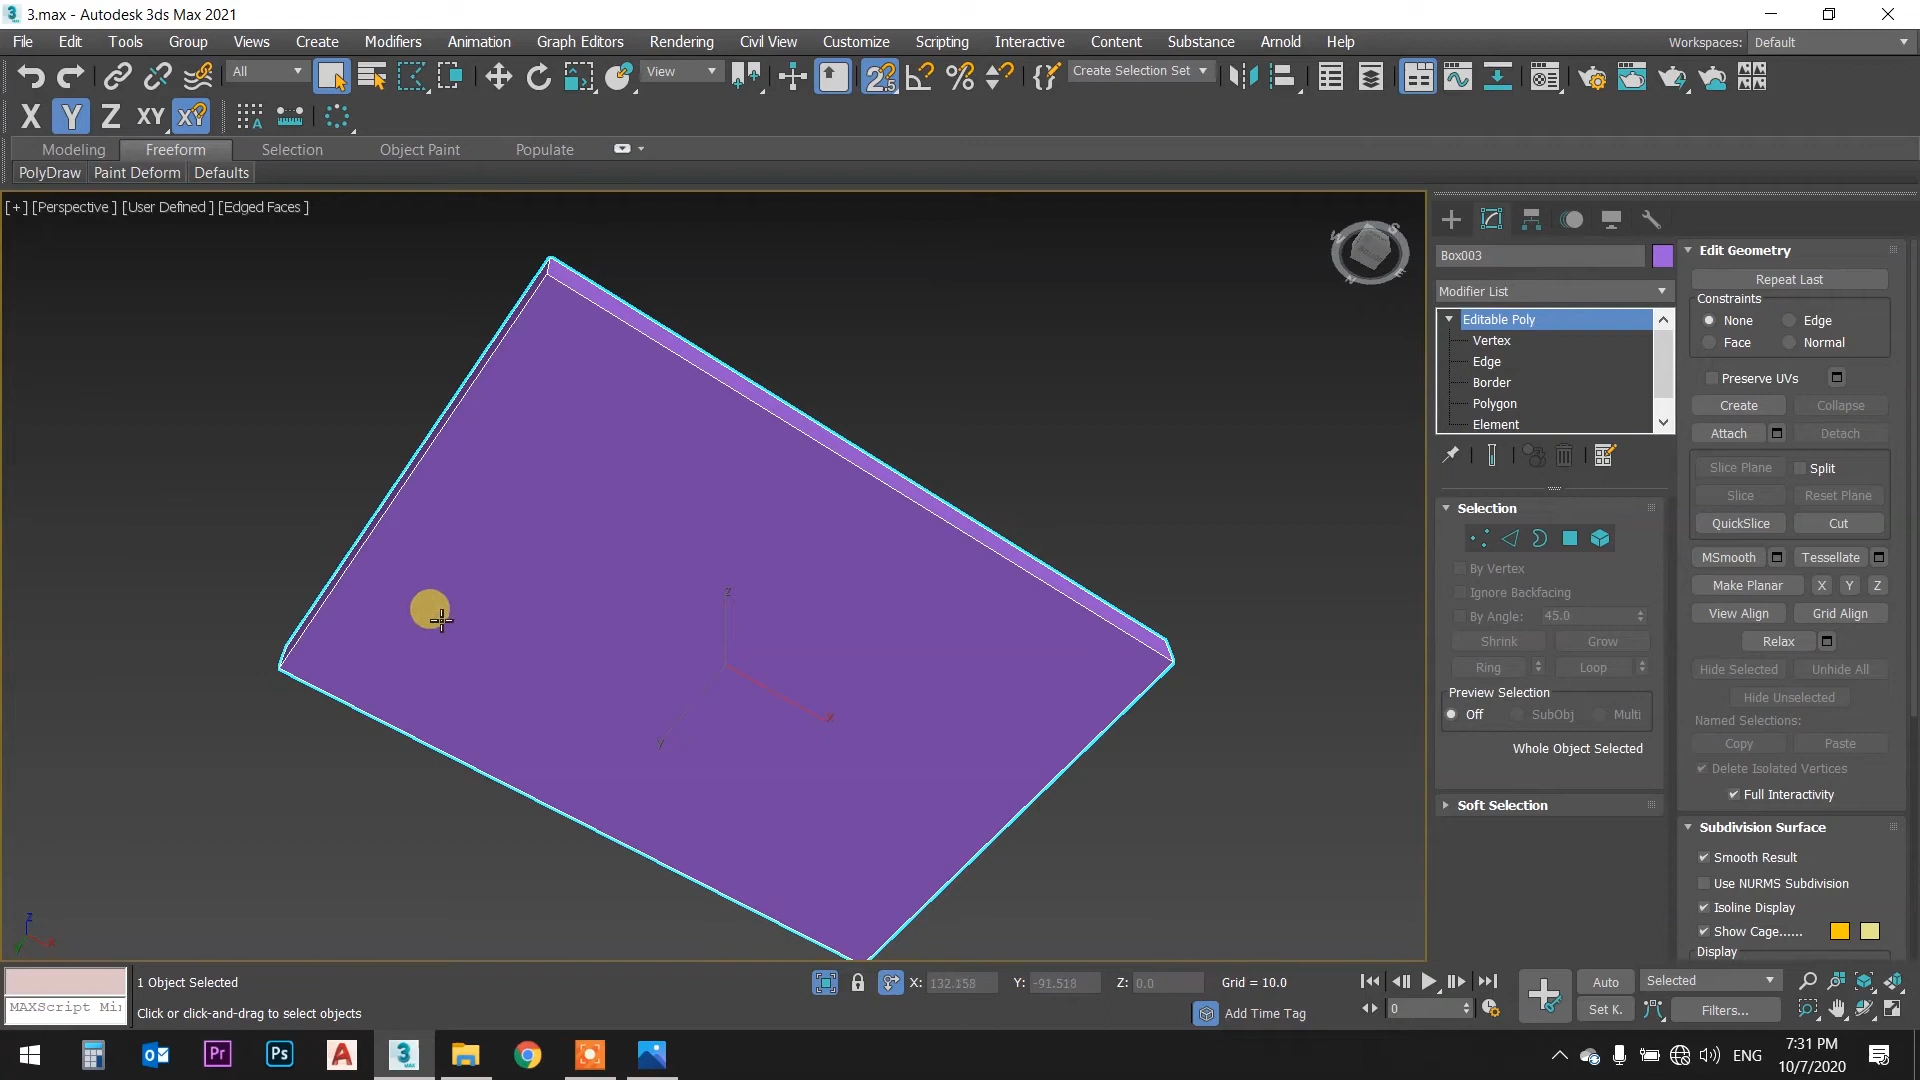 3.max - Autodesk 3ds Max 2021
File Edit Tools Group Views Create Modifiers Animation Graph Editors Rendering Civil View Customize Scripting Interactive Content Substance Arnold Help Workspaces: Default
All View Create Selection Set
X Y Z XY
Modeling Freeform Selection Object Paint Populate
PolyDraw Paint Deform Defaults
[+] [Perspective ] [User Defined ] [Edged Faces ]
Box003
Modifier List
Editable Poly
Vertex
Edge
Border
Polygon
Element
Selection
By Vertex
Ignore Backfacing
By Angle: 45.0
Shrink Grow
Ring Loop
Preview Selection
Off SubObj Multi
Whole Object Selected
Soft Selection
Edit Geometry
Repeat Last
Constraints
None Edge
Face Normal
Preserve UVs
Create Collapse
Attach Detach
Slice Plane Split
Slice Reset Plane
QuickSlice Cut
MSmooth Tessellate
Make Planar X Y Z
View Align Grid Align
Relax
Hide Selected Unhide All
Hide Unselected
Named Selections:
Copy Paste
Delete Isolated Vertices
Full Interactivity
Subdivision Surface
Smooth Result
Use NURMS Subdivision
Isoline Display
Show Cage......
Display
z
x
y
z
y x
MAXScript Mi
1 Object Selected
Click or click-and-drag to select objects
X: 132.158 Y: -91.518 Z: 0.0 Grid = 10.0
Add Time Tag
0
Auto Selected
Set K. Filters...
ENG
7:31 PM
10/7/2020